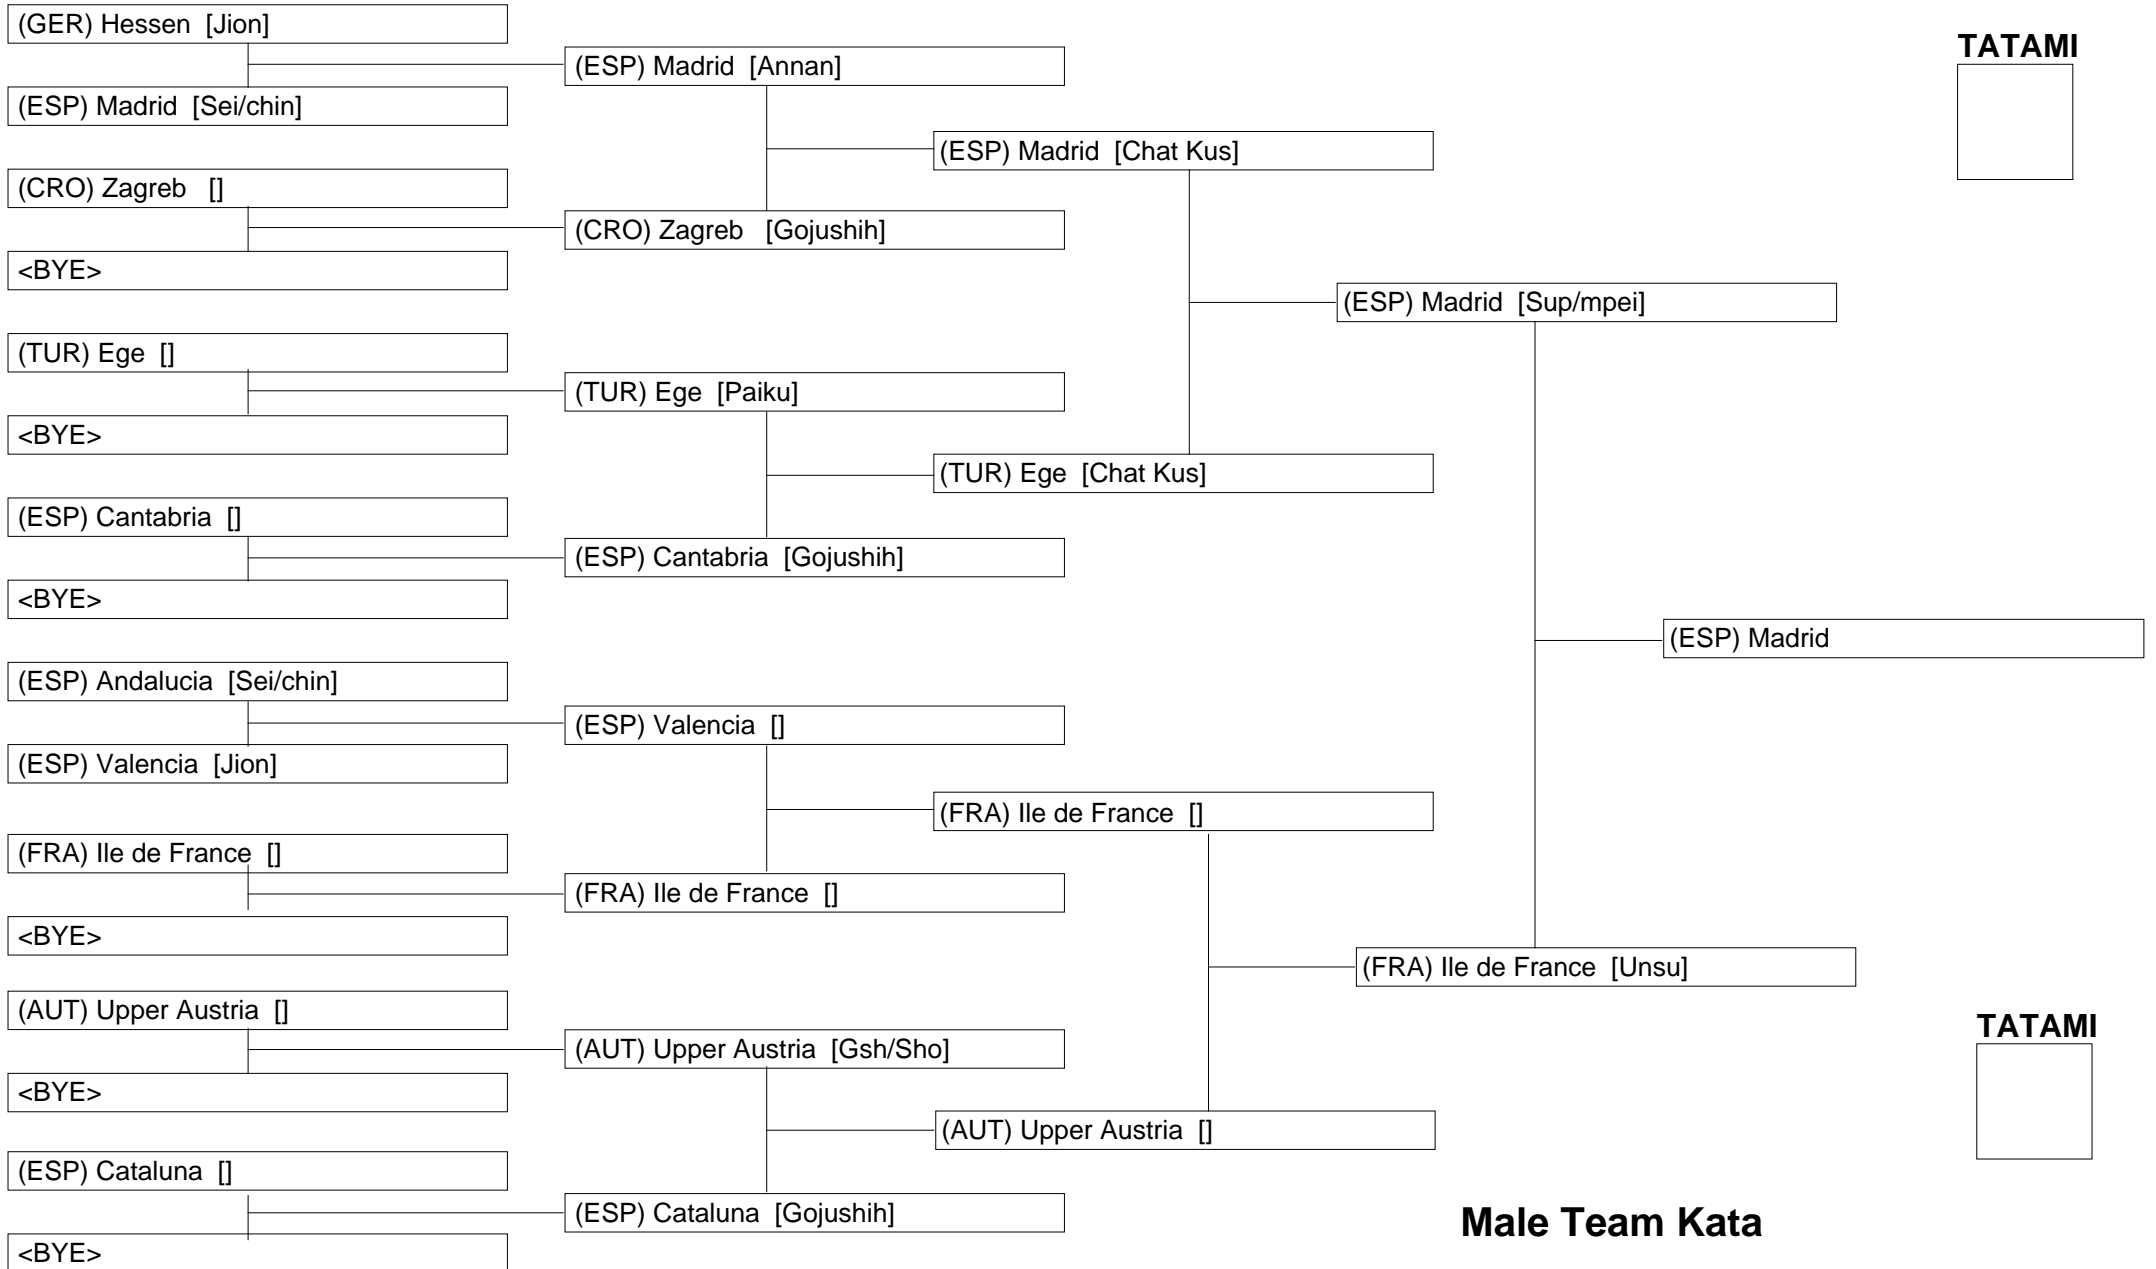 (GER) Hessen [Jion]
(ESP) Madrid [Sei/chin]
(CRO) Zagreb []
<BYE>
(TUR) Ege []
<BYE>
(ESP) Cantabria []
<BYE>
(ESP) Andalucia [Sei/chin]
(ESP) Valencia [Jion]
(FRA) Ile de France []
<BYE>
(AUT) Upper Austria []
<BYE>
(ESP) Cataluna []
<BYE>
(ESP) Madrid [Annan]
(CRO) Zagreb [Gojushih]
(TUR) Ege [Paiku]
(ESP) Cantabria [Gojushih]
(ESP) Valencia []
(FRA) Ile de France []
(AUT) Upper Austria [Gsh/Sho]
(ESP) Cataluna [Gojushih]
(ESP) Madrid [Chat Kus]
(TUR) Ege [Chat Kus]
(FRA) Ile de France []
(AUT) Upper Austria []
(ESP) Madrid [Sup/mpei]
(FRA) Ile de France [Unsu]
(ESP) Madrid
TATAMI
TATAMI
Male Team Kata